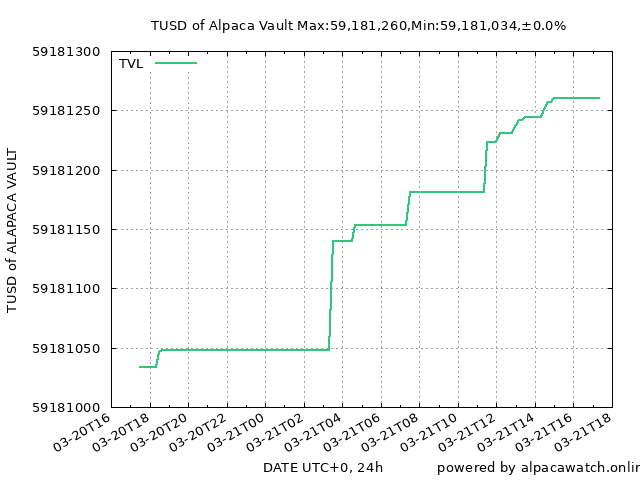 TUSD of Alpaca Vault Max:59,181,260,Min:59,181,034,±0.0%
TVL
59181300
59181250
59181200
59181150
59181100
59181050
59181000
TUSD of ALAPACA VAULT
03-20T16
03-20T18
03-20T20
03-20T22
03-21T00
03-21T02
03-21T04
03-21T06
03-21T08
03-21T10
03-21T12
03-21T14
03-21T16
03-21T18
DATE UTC+0, 24h
powered by alpacawatch.onlin